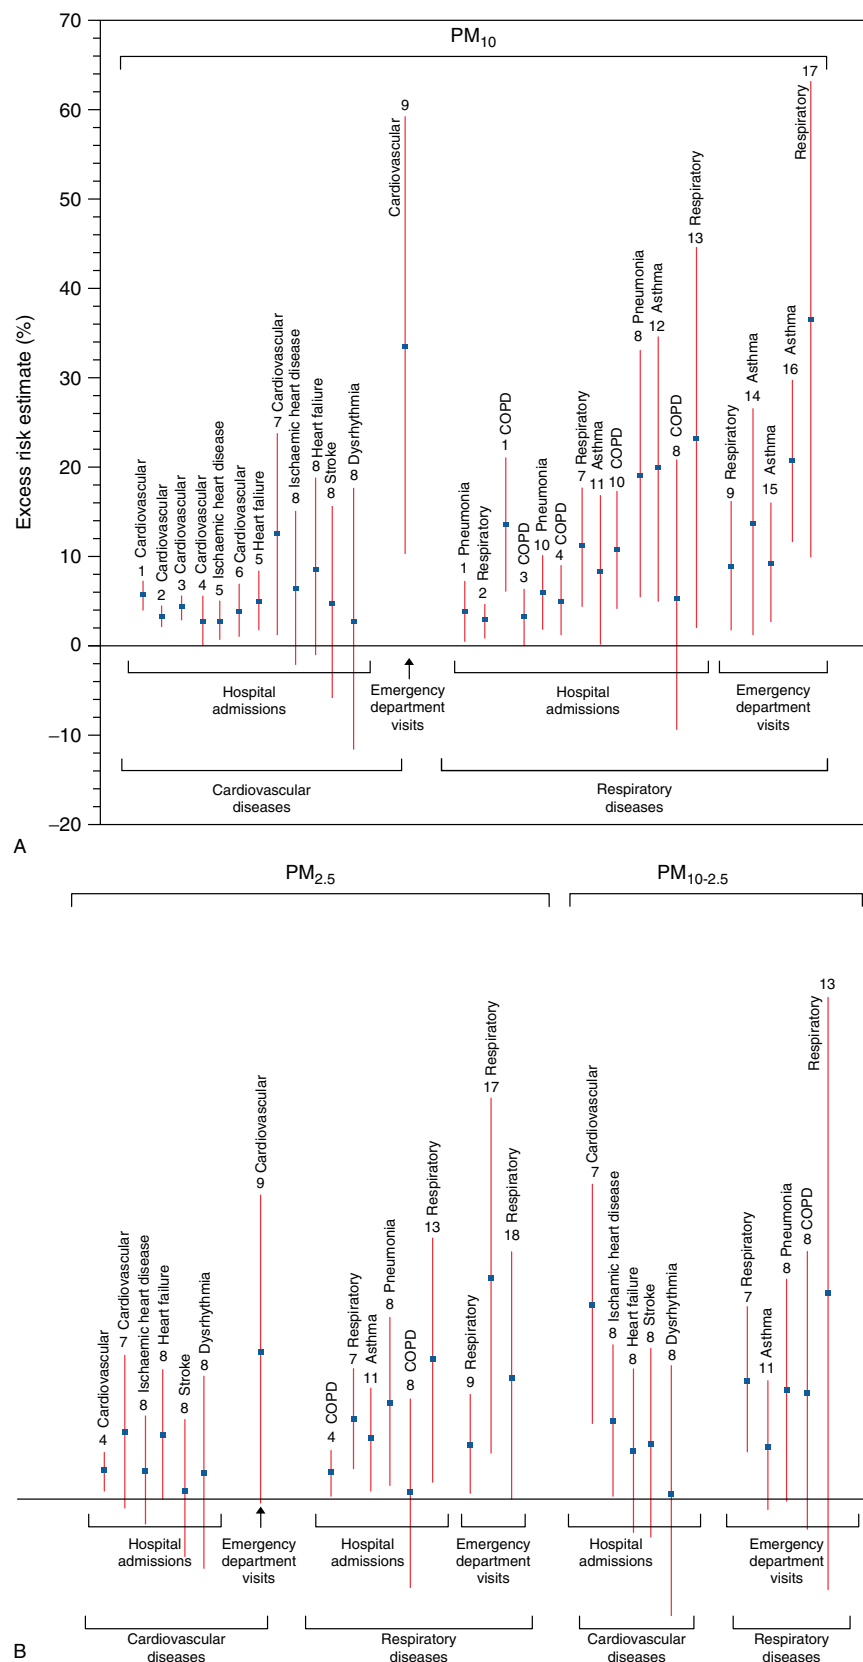 PM10
70
60
50
40
30
20
10
0
–10
–20
Excess risk estimate (%)
Cardiovascular
1
Cardiovascular
2
Cardiovascular
3
Cardiovascular
4
Ischaemic heart disease
5
Cardiovascular
6
Heart faliure
5
Cardiovascular
7
Ischaemic heart disease
8
Heart faliure
8
Stroke
8
Dysrhythmia
8
9
Cardiovascular
Pneumonia
1
Respiratory
2
COPD
1
COPD
3
Pneumonia
10
COPD
4
Respiratory
7
Asthma
11
COPD
10
Pneumonia
8
Asthma
12
COPD
8
Respiratory
13
Respiratory
9
Asthma
14
Asthma
15
Asthma
16
17
Respiratory
Hospital
admissions
Emergency
department
visits
Hospital
admissions
Emergency
department
visits
Cardiovascular
diseases
Respiratory
diseases
A
PM2.5
PM10-2.5
Cardiovascular
4
Cardiovascular
7
Ischaemic heart disease
8
Heart failure
8
Stroke
8
Dysrhythmia
8
Cardiovascular
9
COPD
4
Respiratory
7
Asthma
11
Pneumonia
8
COPD
8
Respiratory
13
Respiratory
9
Respiratory
17
Respiratory
18
Cardiovascular
7
Ischamic heart disease
8
Heart failure
8
Stroke
8
Dysrhythmia
8
Respiratory
7
Asthma
11
Pneumonia
8
COPD
8
13
Respiratory
Hospital
admissions
Emergency
department
visits
Hospital
admissions
Emergency
department
visits
Hospital
admissions
Emergency
department
visits
Cardiovascular
diseases
Respiratory
diseases
Cardiovascular
diseases
Respiratory
diseases
B